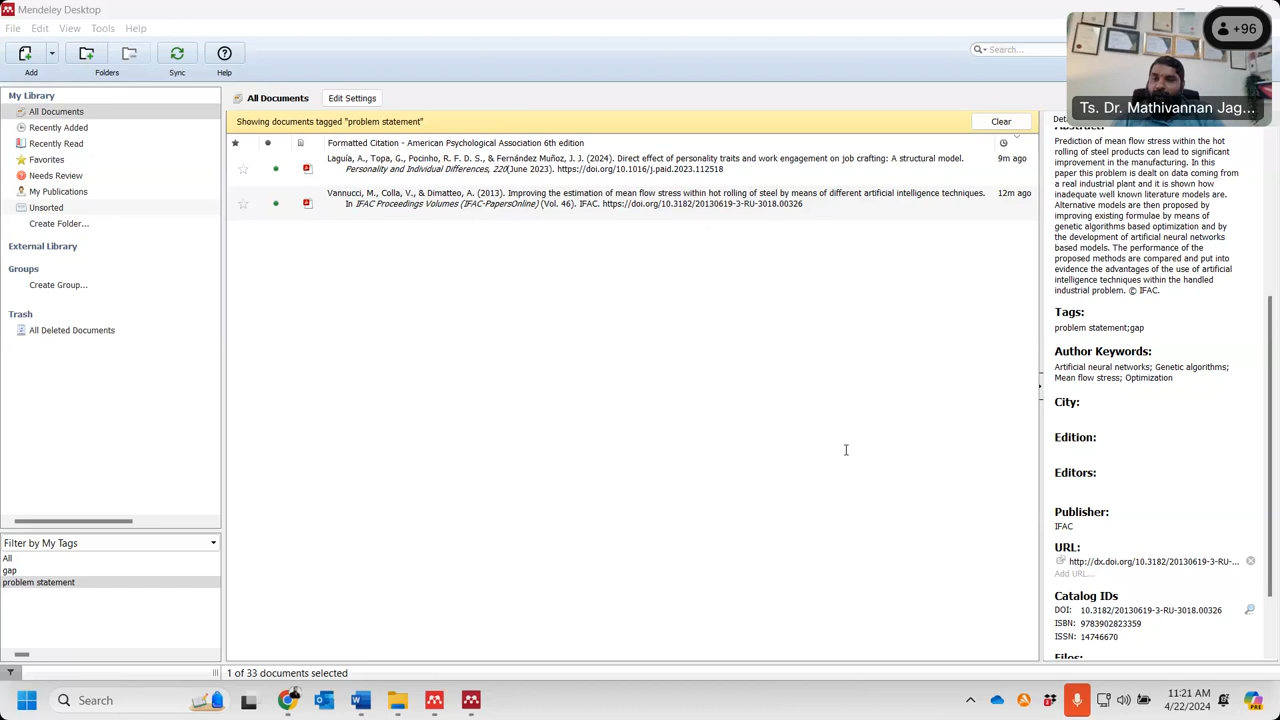 Mendeley Desktop
File Edit View Tools Help
+96
Search...
Add Folders Sync Help
Ts. Dr. Mathivannan Jag...
My Library
All Documents
Recently Added
Recently Read
Favorites
Needs Review
My Publications
Unsorted
Create Folder...
External Library
Groups
Create Group...
Trash
All Deleted Documents
Filter by My Tags
All
gap
problem statement
All Documents Edit Settings
Showing documents tagged "problem statement" Clear
Formatted Citation - American Psychological Association 6th edition
Laguía, A., Topa, G., Pocinho, R. F. D. S., & Fernández Muñoz, J. J. (2024). Direct effect of personality traits and work engagement on job crafting: A structural model. 9m ago
Personality and Individual Differences, 220(June 2023). https://doi.org/10.1016/j.paid.2023.112518
Vannucci, M., Colla, V., & Dimatteo, A. (2013). Improving the estimation of mean flow stress within hot rolling of steel by means of different artificial intelligence techniques. 12m ago
In IFAC Proceedings Volumes (IFAC-PapersOnline) (Vol. 46). IFAC. https://doi.org/10.3182/20130619-3-RU-3018.00326
Abstract:
Prediction of mean flow stress within the hot
rolling of steel products can lead to significant
improvement in the manufacturing. In this
paper this problem is dealt on data coming from
a real industrial plant and it is shown how
adequate well known literature models are.
Alternative models are then proposed by
improving existing formulae by means of
genetic algorithms based optimization and by
the development of artificial neural networks
based models. The performance of the
proposed methods are compared and put into
evidence the advantages of the use of artificial
intelligence techniques within the handled
industrial problem. © IFAC.
Tags:
problem statement;gap
Author Keywords:
Artificial neural networks; Genetic algorithms;
Mean flow stress; Optimization
City:
Edition:
Editors:
Publisher:
IFAC
URL:
http://dx.doi.org/10.3182/20130619-3-RU-...
Add URL...
Catalog IDs
DOI: 10.3182/20130619-3-RU-3018.00326
ISBN: 9783902823359
ISSN: 14746670
Files:
1 of 33 documents selected
Search
11:21 AM
4/22/2024
PRE